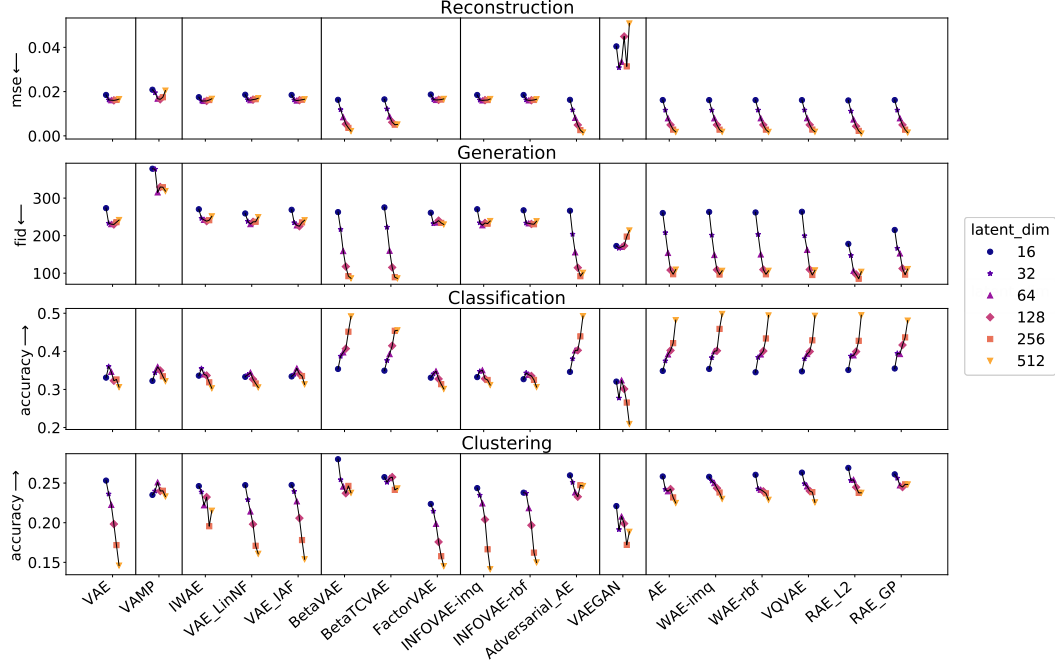 Reconstruction
mse ⟵
0.04
0.02
0.00
Generation
fid⟵
300
200
100
Classification
accuracy ⟶
0.5
0.4
0.3
0.2
Clustering
accuracy ⟶
0.25
0.20
0.15
VAE
VAMP
IWAE
VAE_LinNF
VAE_IAF
BetaVAE
BetaTCVAE
FactorVAE
INFOVAE-imq
INFOVAE-rbf
Adversarial_AE
VAEGAN
AE
WAE-imq
WAE-rbf
VQVAE
RAE_L2
RAE_GP
latent_dim
16
32
64
128
256
512